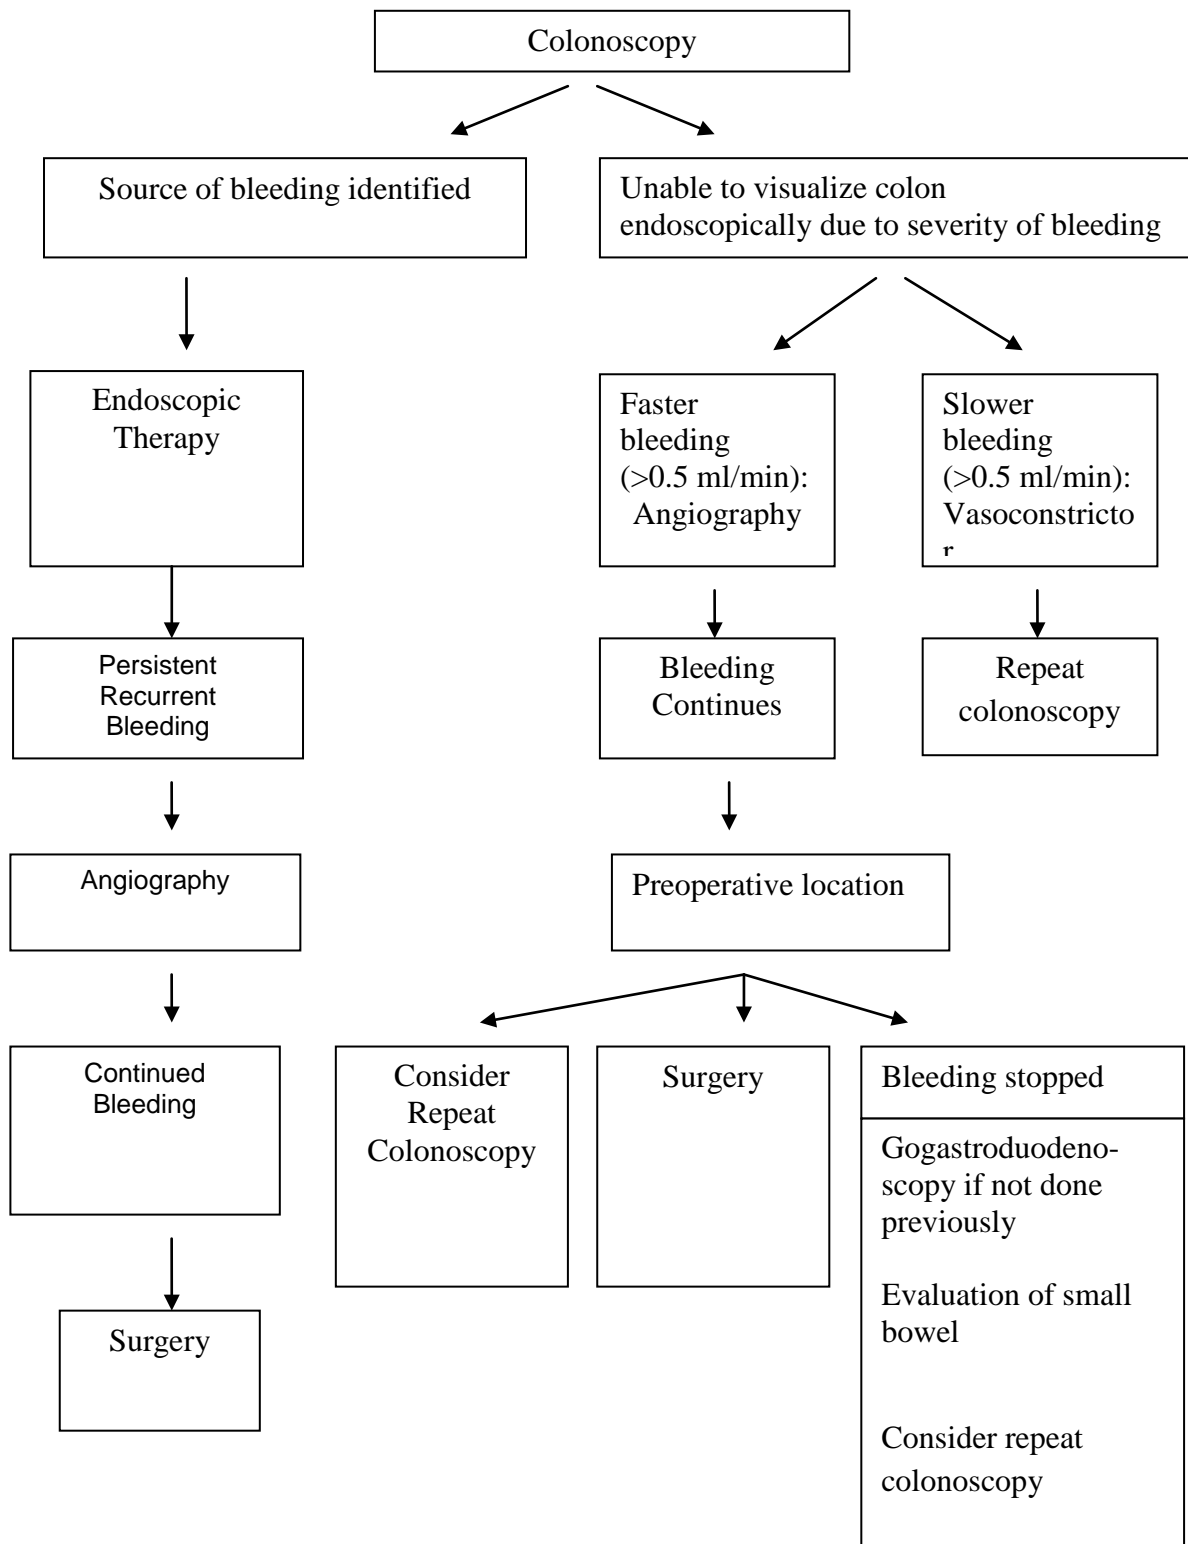 Colonoscopy
Source of bleeding identified
Unable to visualize colon
endoscopically due to severity of bleeding
Endoscopic
Therapy
Faster
bleeding
(>0.5 ml/min):
Angiography
Slower
bleeding
(>0.5 ml/min):
Vasoconstricto
r
Persistent
Recurrent
Bleeding
Bleeding
Continues
Repeat
colonoscopy
Angiography
Preoperative location
Continued
Bleeding
Consider
Repeat
Colonoscopy
Surgery
Bleeding stopped
Gogastroduodeno-
scopy if not done
previously
Evaluation of small
bowel
Consider repeat
colonoscopy
Surgery